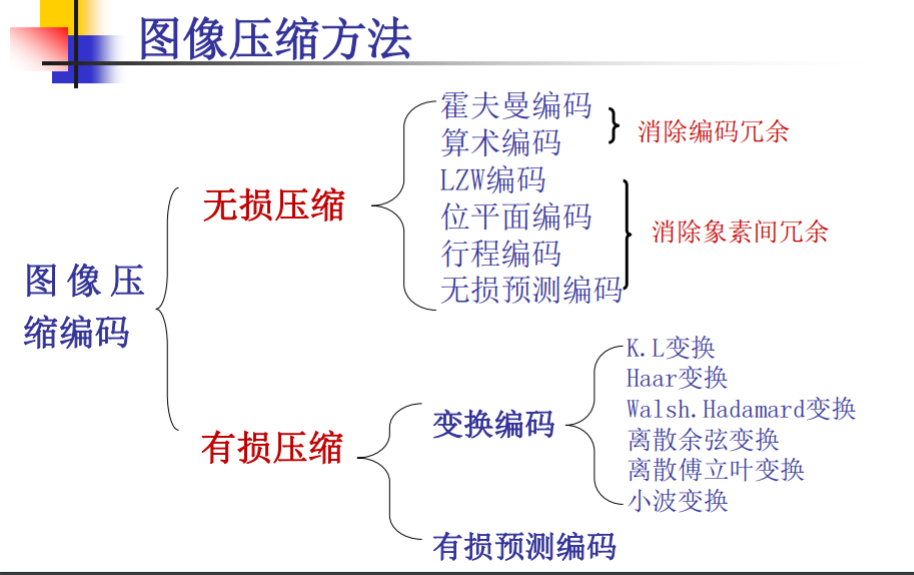 图像压缩方法
霍夫曼编码
算术编码
消除编码冗余
LZW编码
位平面编码
行程编码
无损预测编码
消除象素间冗余
无损压缩
图像压
缩编码
K.L变换
Haar变换
Walsh.Hadamard变换
离散余弦变换
离散傅立叶变换
小波变换
变换编码
有损压缩
有损预测编码